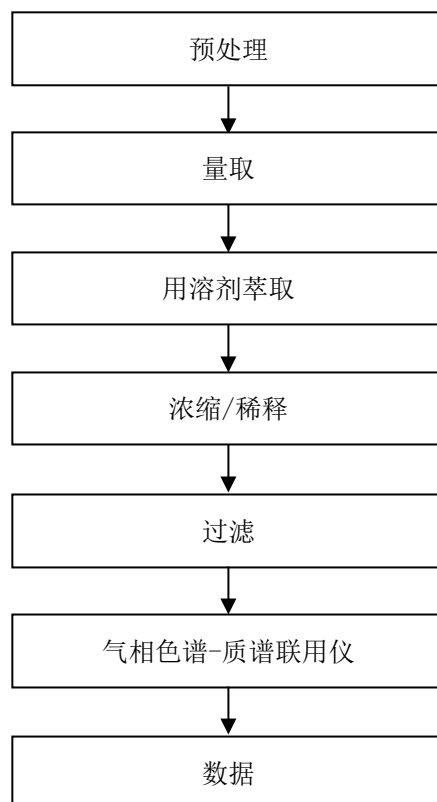 预处理
量取
用溶剂萃取
浓缩/稀释
过滤
气相色谱-质谱联用仪
数据